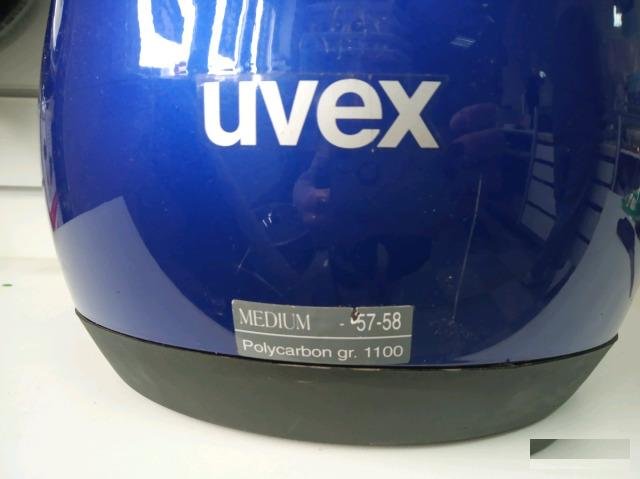 uvex
MEDIUM - 57-58
Polycarbon gr. 1100